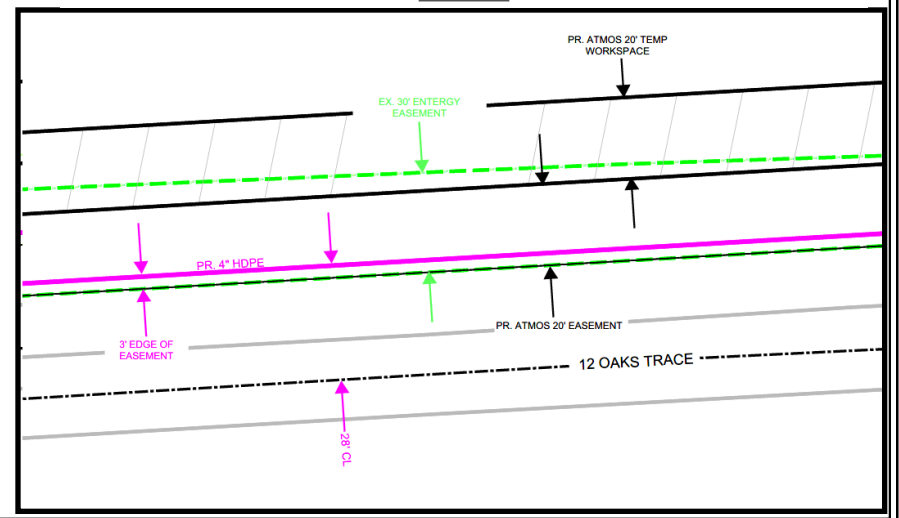 PR. ATMOS 20' TEMP
WORKSPACE
EX. 30' ENTERGY
EASEMENT
PR. 4" HDPE
PR. ATMOS 20' EASEMENT
3' EDGE OF
EASEMENT
12 OAKS TRACE
28' CL